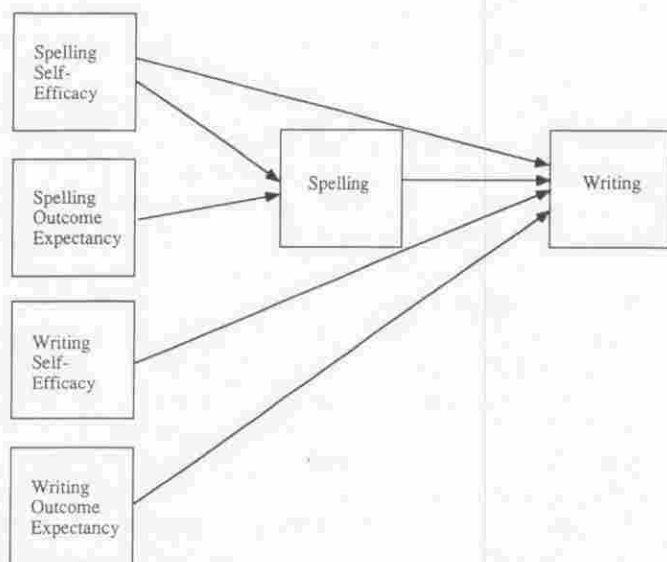 Spelling
Self-
Efficacy
Spelling
Outcome
Expectancy
Spelling
Writing
Writing
Self-
Efficacy
Writing
Outcome
Expectancy